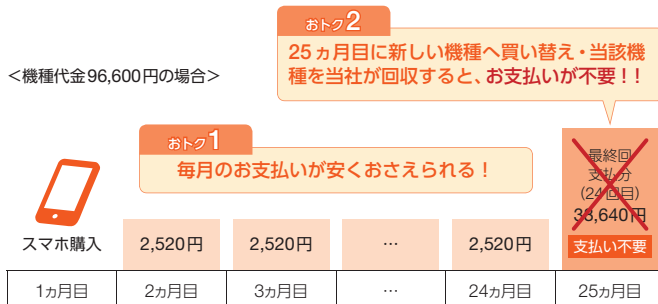 おトク2
25ヵ月目に新しい機種へ買い替え・当該機
種を当社が回収すると、お支払いが不要！！
＜機種代金96,600円の場合＞
おトク1
毎月のお支払いが安くおさえられる！
最終回
支払分
(24回目)
38,640円
支払い不要
スマホ購入 2,520円 2,520円 … 2,520円
1ヵ月目 2ヵ月目 3ヵ月目 … 24ヵ月目 25ヵ月目